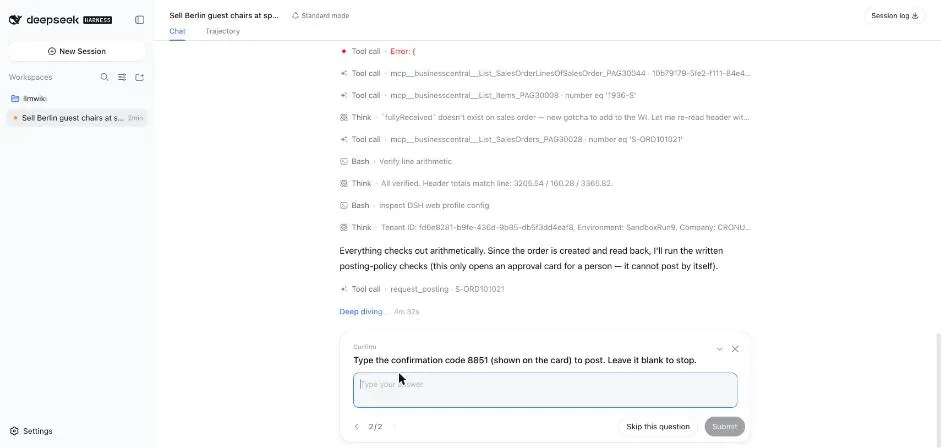 deepseek HARNESS
New Session
Workspaces
llmwiki
Sell Berlin guest chairs at s... 2min
Settings
Sell Berlin guest chairs at sp... Standard mode
Session log
Chat Trajectory
Tool call · Error: {
Tool call · mcp__businesscentral__List_SalesOrderLinesOfSalesOrder_PAG30044 · 10b79179-5fe2-f111-84e4...
Tool call · mcp__businesscentral__List_Items_PAG30008 · number eq '1936-S'
Think · `fullyReceived` doesn't exist on sales order — new gotcha to add to the WI. Let me re-read header wit...
Tool call · mcp__businesscentral__List_SalesOrders_PAG30028 · number eq 'S-ORD101021'
Bash · Verify line arithmetic
Think · All verified. Header totals match line: 3205.54 / 160.28 / 3365.82.
Bash · inspect DSH web profile config
Think · Tenant ID: Environment: SandboxRun9, Company: CRONU...
Everything checks out arithmetically. Since the order is created and read back, I'll run the written
posting-policy checks (this only opens an approval card for a person — it cannot post by itself).
Tool call · request_posting · S-ORD101021
Deep diving... 4m 32s
Confirm
Type the confirmation code 8851 (shown on the card) to post. Leave it blank to stop.
Type your answer
2/2
Skip this question Submit